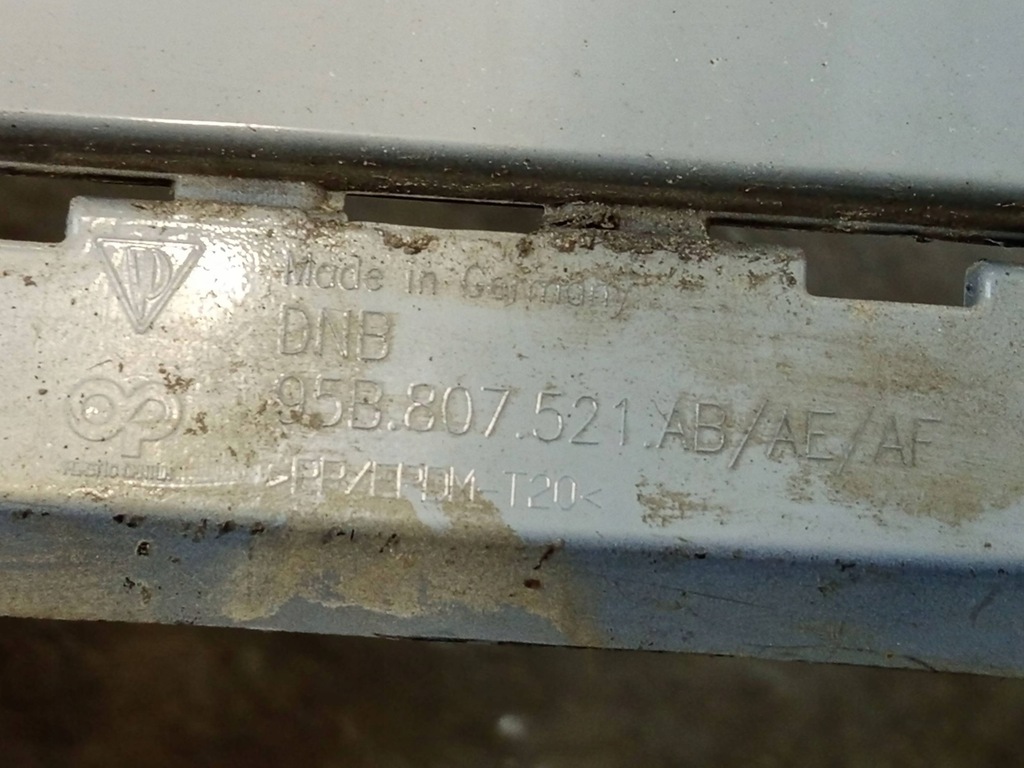 Made in Germany
DNB
95B.807.521.AB/AE/AF
>PP/EPDM-T20<